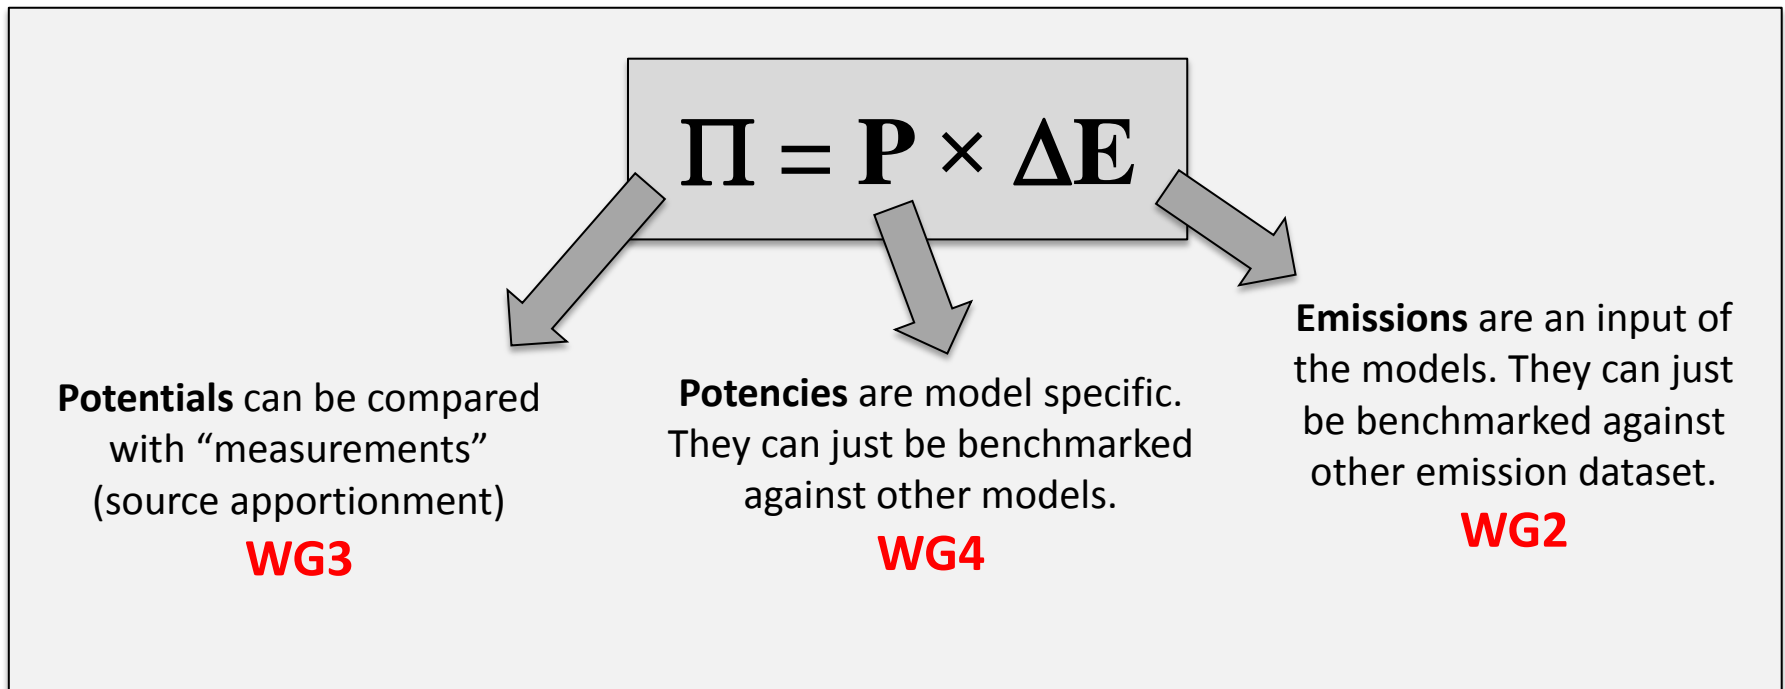 Π = P × ΔE
Potentials can be compared
with “measurements”
(source apportionment)
WG3
Potencies are model specific.
They can just be benchmarked
against other models.
WG4
Emissions are an input of
the models. They can just
be benchmarked against
other emission dataset.
WG2